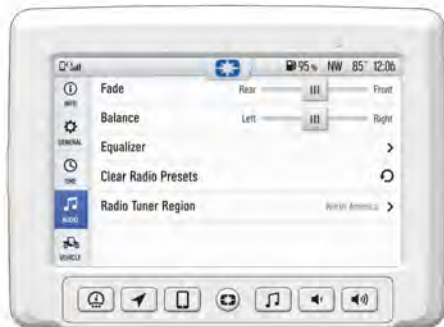 95% NW 85° 12:06
INFO
Fade Rear Front
GENERAL
Balance Left Right
Equalizer
TIME
Clear Radio Presets
AUDIO
Radio Tuner Region North America
VEHICLE